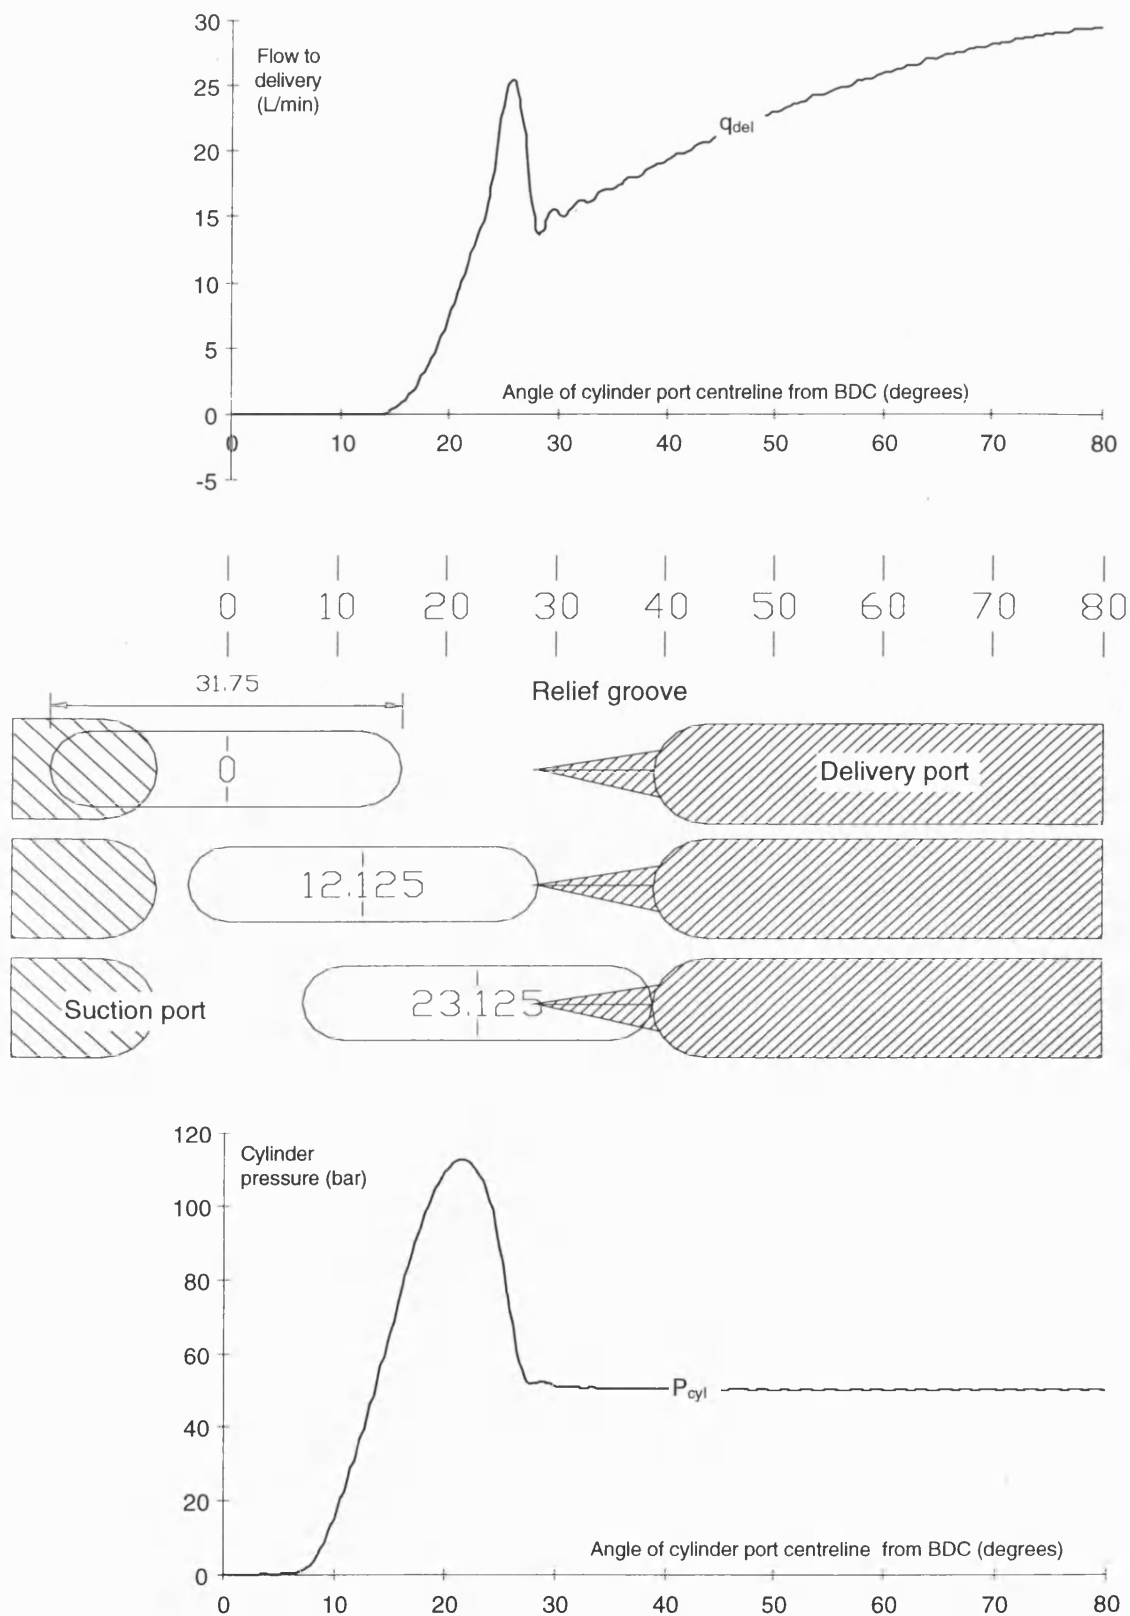 30
Flow to
delivery
(L/min)
25
qdel
20
15
10
5
Angle of cylinder port centreline from BDC (degrees)
0
0 10 20 30 40 50 60 70 80
-5
0 10 20 30 40 50 60 70 80
31.75
Relief groove
0
Delivery port
12.125
Suction port
23.125
120
Cylinder
pressure (bar)
100
80
60
Pcyl
40
20
Angle of cylinder port centreline from BDC (degrees)
0
0 10 20 30 40 50 60 70 80